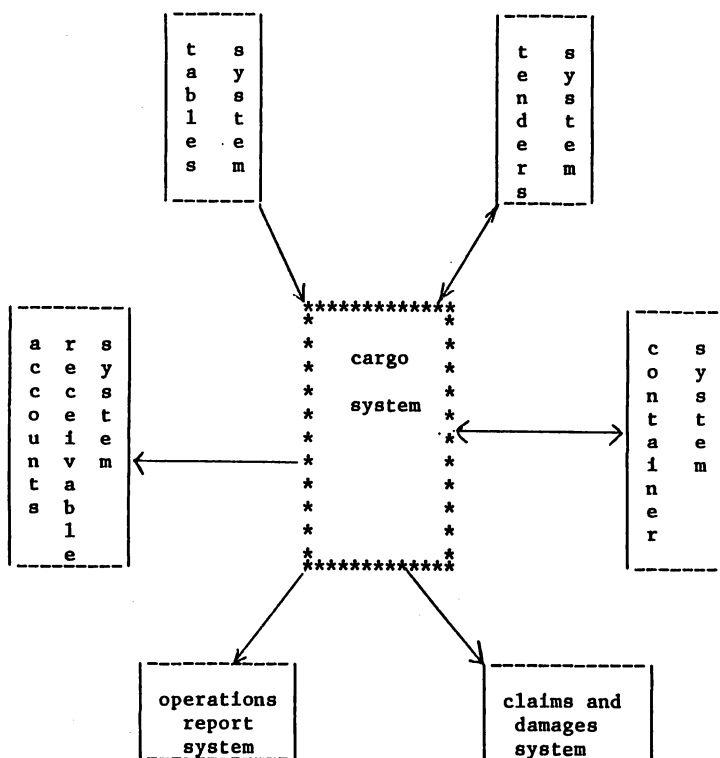 tables
system
tenders
system
accounts
receivable
system
cargo
system
container
system
operations
report
system
claims and
damages
system